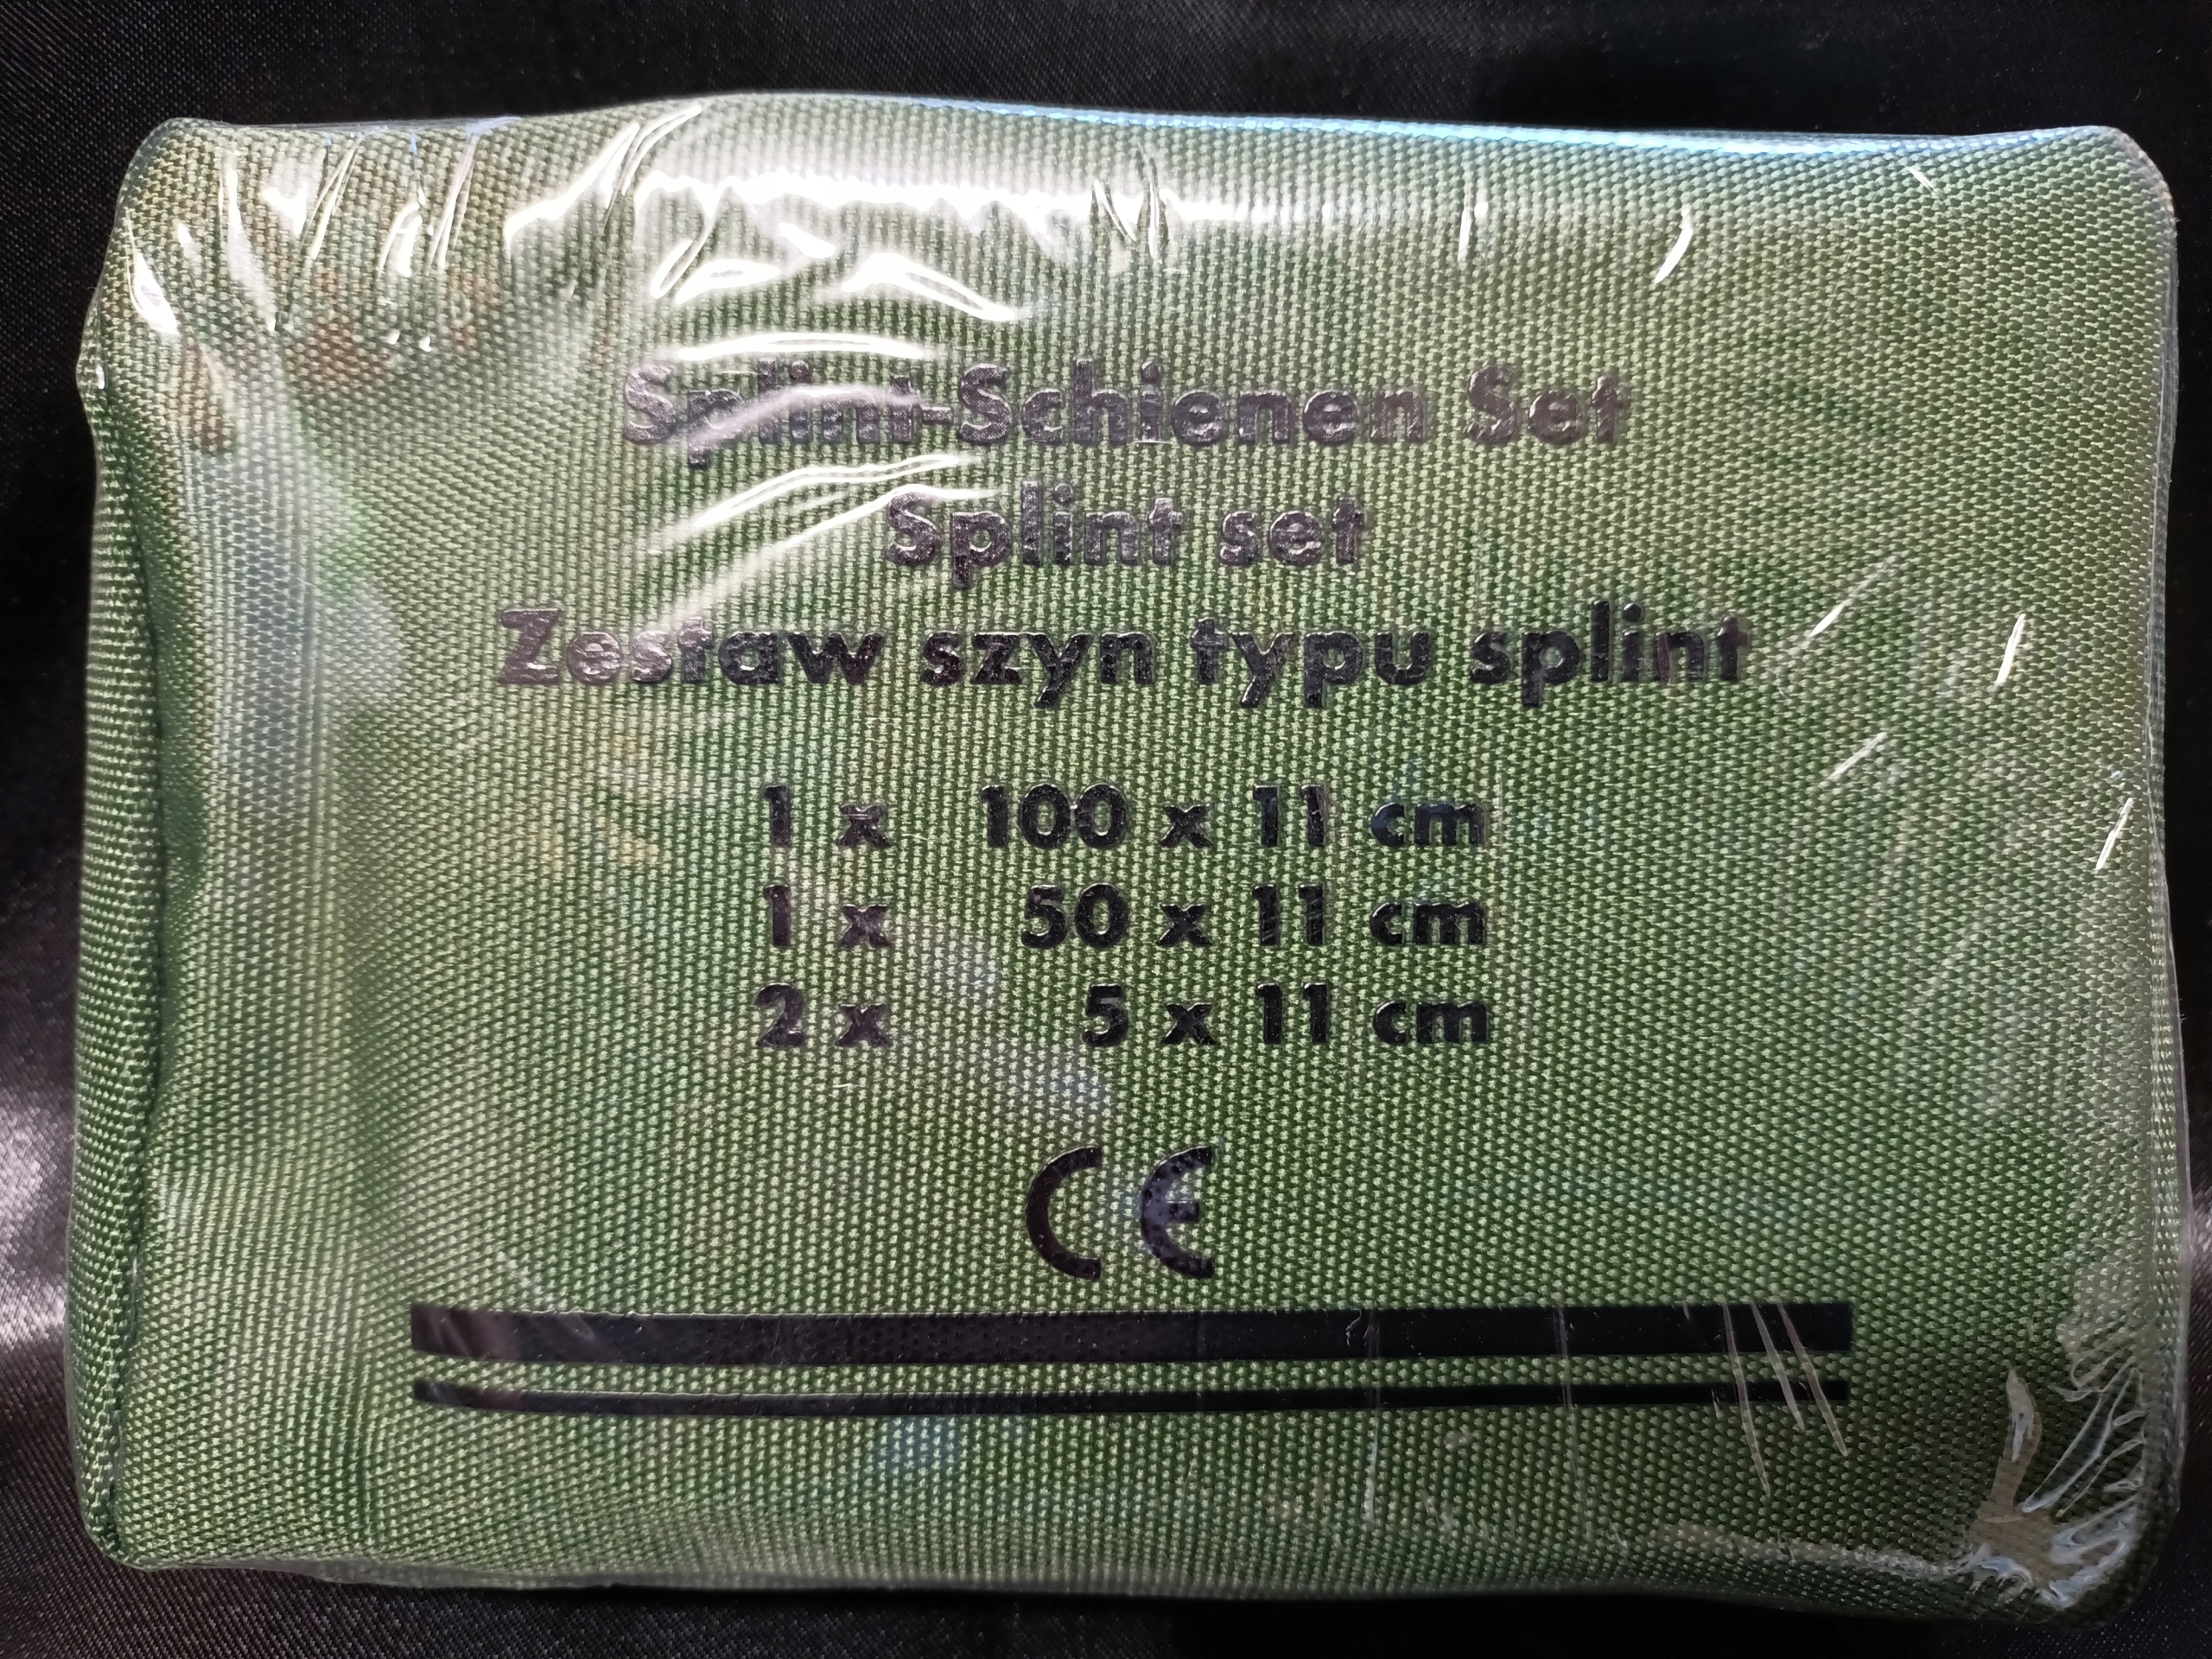 Splint-Schienen Set
Splint set
Zestaw szyn typu splint
1 x 100 x 11 cm
1 x 50 x 11 cm
2 x 5 x 11 cm
CE